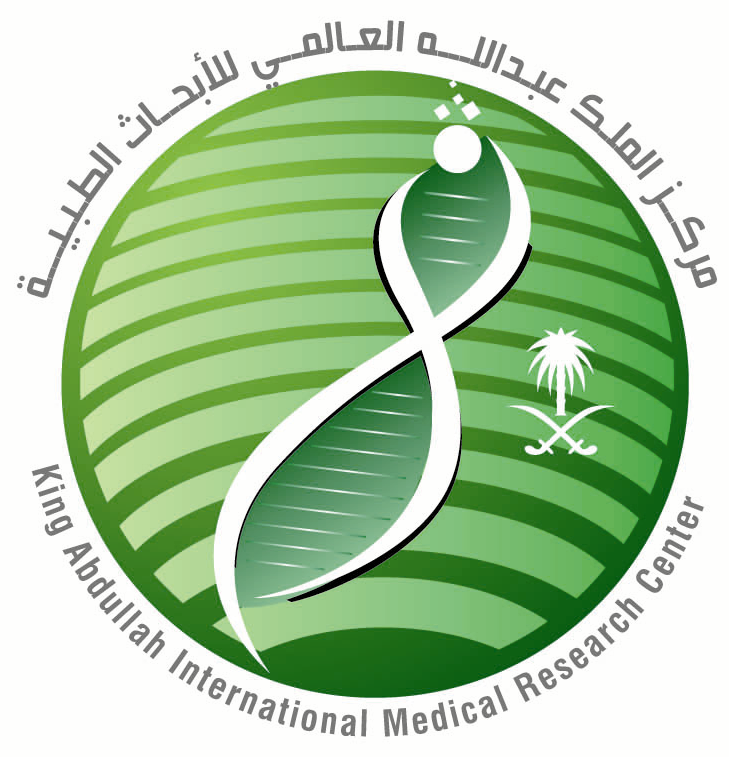 مركز الملك عبدالله العالمي للأبحاث الطبية
King Abdullah International Medical Research Center